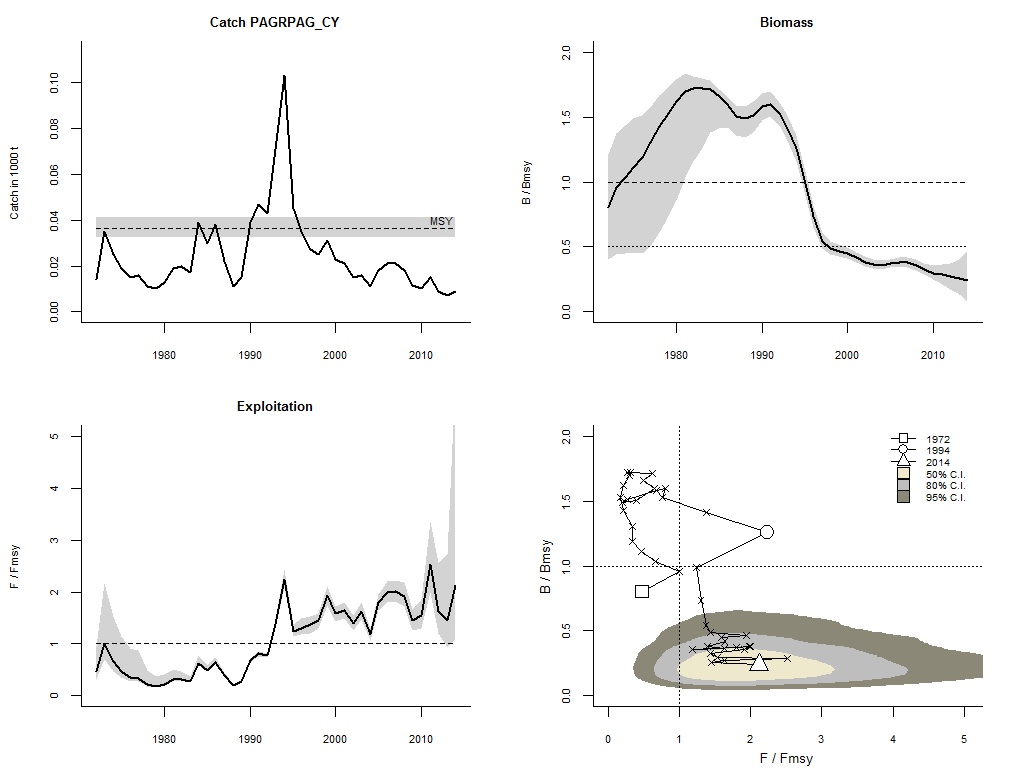 Catch PAGRPAG_CY
Catch in 1000 t
0.00 0.02 0.04 0.06 0.08 0.10
MSY
1980 1990 2000 2010
Biomass
B / Bmsy
0.0 0.5 1.0 1.5 2.0
1980 1990 2000 2010
Exploitation
F / Fmsy
0 1 2 3 4 5
1980 1990 2000 2010
B / Bmsy
0.0 0.5 1.0 1.5 2.0
1972
1994
2014
50% C.I.
80% C.I.
95% C.I.
0 1 2 3 4 5
F / Fmsy